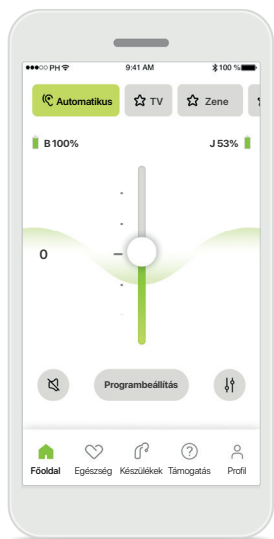 PH 9:41 AM 100 %
Automatikus TV Zene
B 100% J 53%
0
Programbeállítás
Főoldal Egészség Készülékek Támogatás Profil